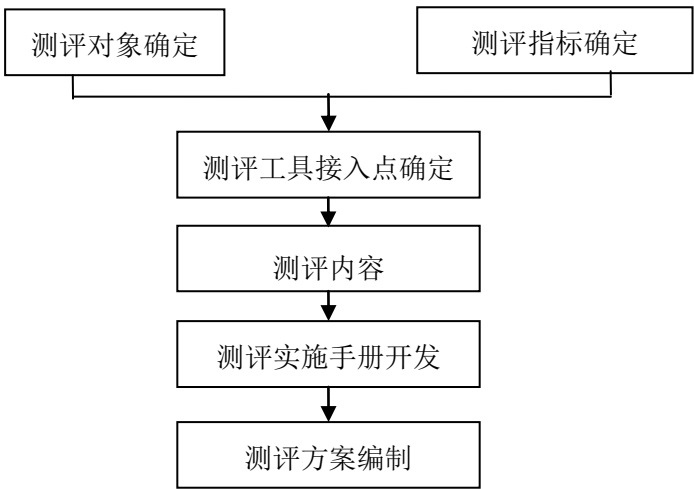 测评对象确定
测评指标确定
测评工具接入点确定
测评内容
测评实施手册开发
测评方案编制